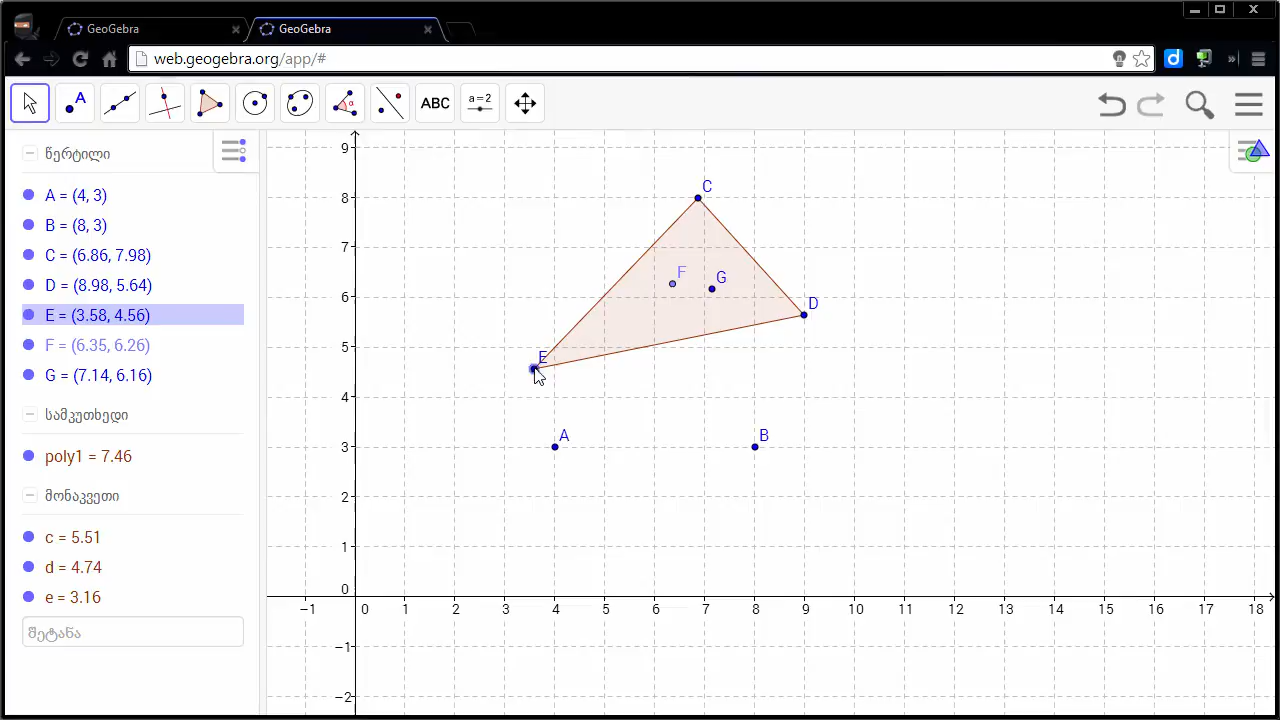 GeoGebra
GeoGebra
web.geogebra.org/app/#
A
α
ABC
a=2
წერტილი
A = (4, 3)
B = (8, 3)
C = (6.86, 7.98)
D = (8.98, 5.64)
E = (3.58, 4.56)
F = (6.35, 6.26)
G = (7.14, 6.16)
სამკუთხედი
poly1 = 7.46
მონაკვეთი
c = 5.51
d = 4.74
e = 3.16
შეტანა
9
8
7
6
5
4
3
2
1
0
−1
−2
C
F
G
D
E
A
B
−1 0 1 2 3 4 5 6 7 8 9 10 11 12 13 14 15 16 17 18
d